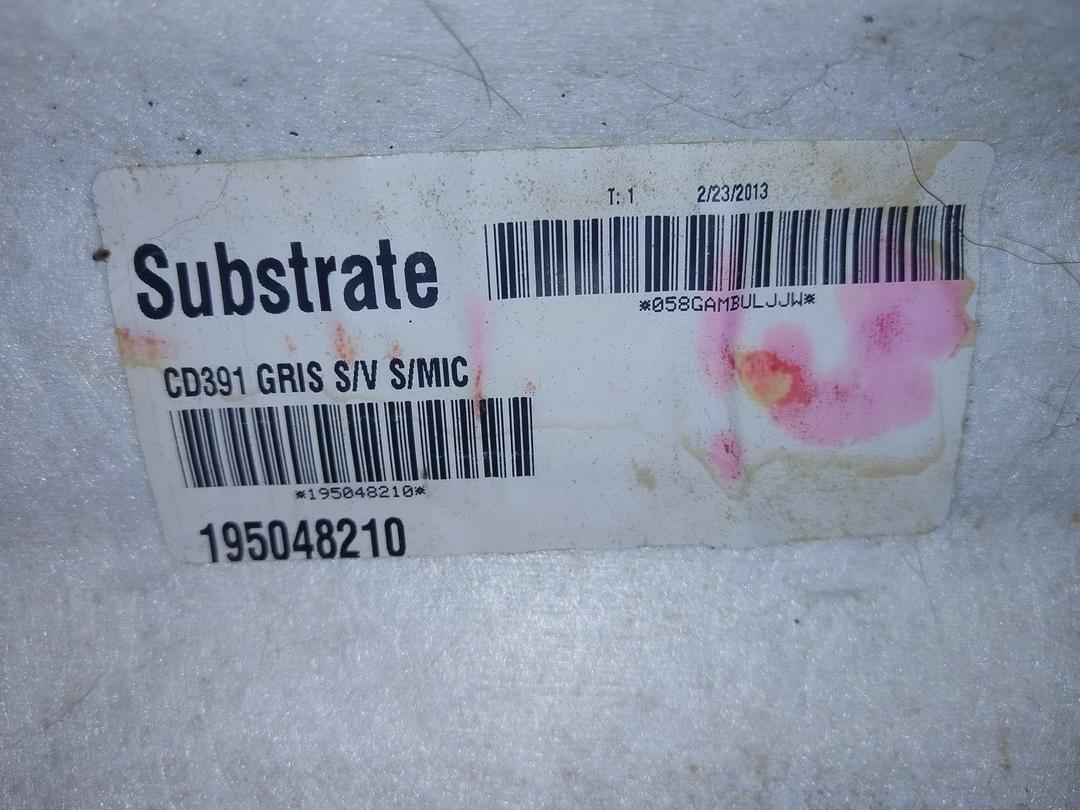 T: 1 2/23/2013
Substrate
*058GAMBULJJW*
CD391 GRIS S/V S/MIC
*195048210*
195048210